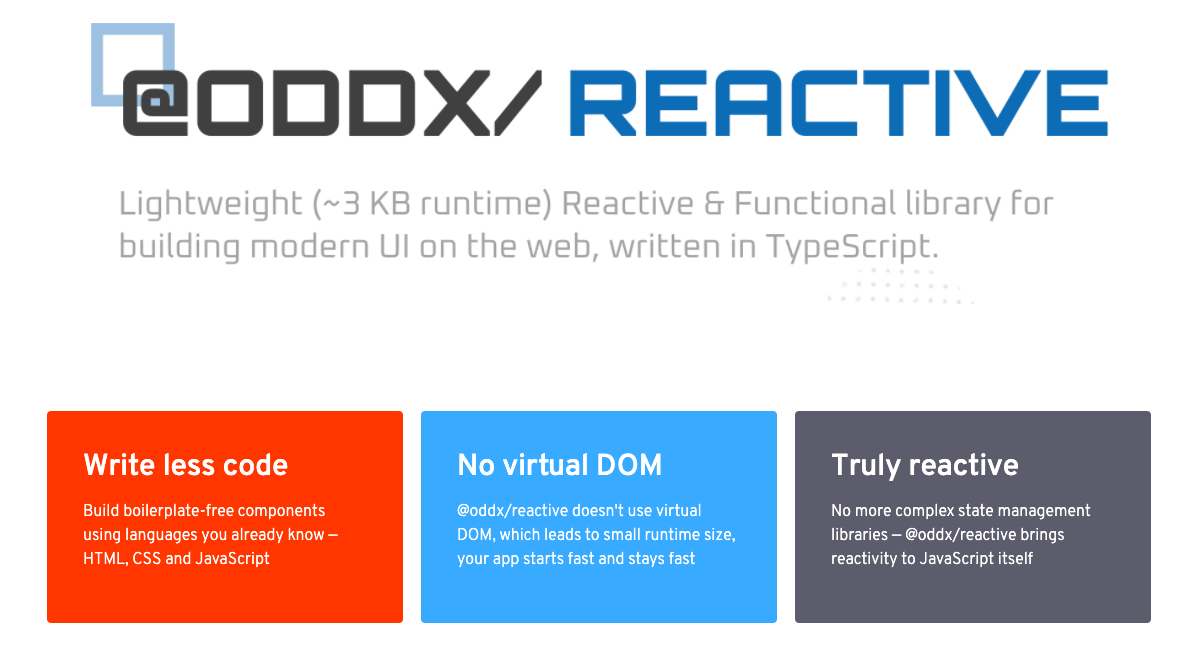 @ODDX/ REACTIVE
Lightweight (~3 KB runtime) Reactive & Functional library for
building modern UI on the web, written in TypeScript.
Write less code
Build boilerplate-free components
using languages you already know —
HTML, CSS and JavaScript
No virtual DOM
@oddx/reactive doesn't use virtual
DOM, which leads to small runtime size,
your app starts fast and stays fast
Truly reactive
No more complex state management
libraries — @oddx/reactive brings
reactivity to JavaScript itself